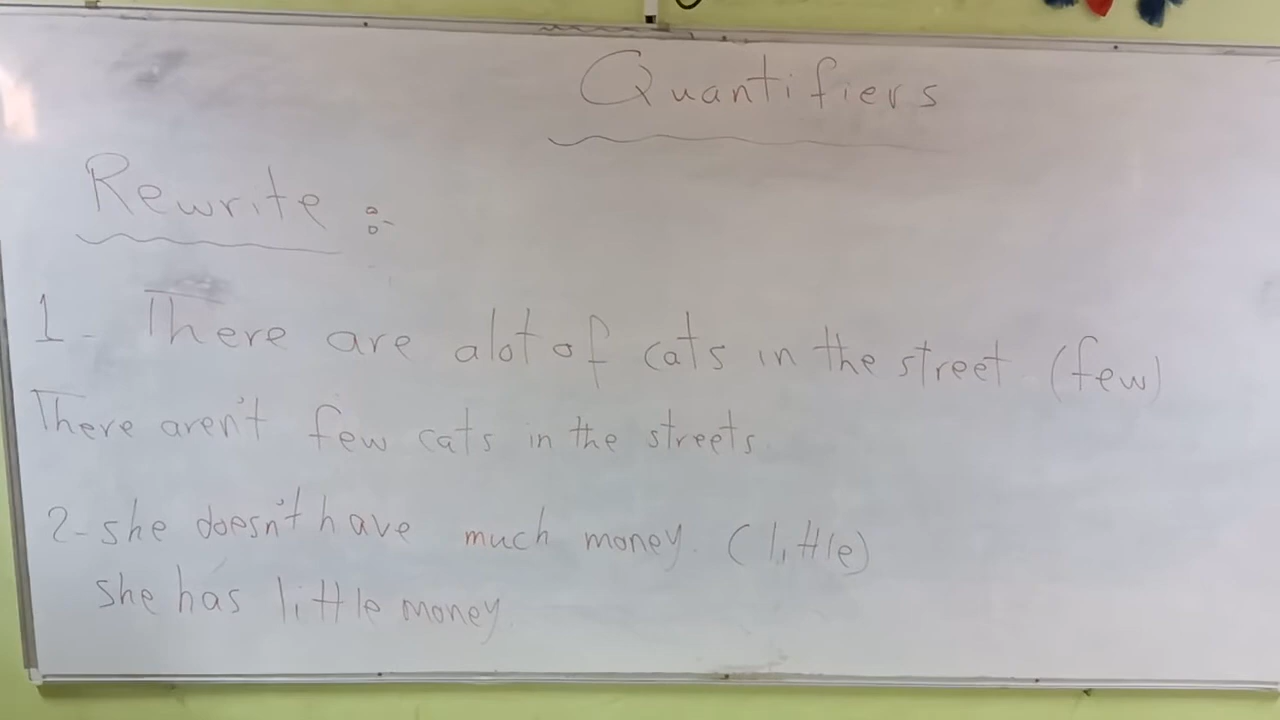 Quantifiers
Rewrite :-
1- There are alot of cats in the street (few)
There aren't few cats in the streets.
2- she doesn't have much money. (little)
she has little money.